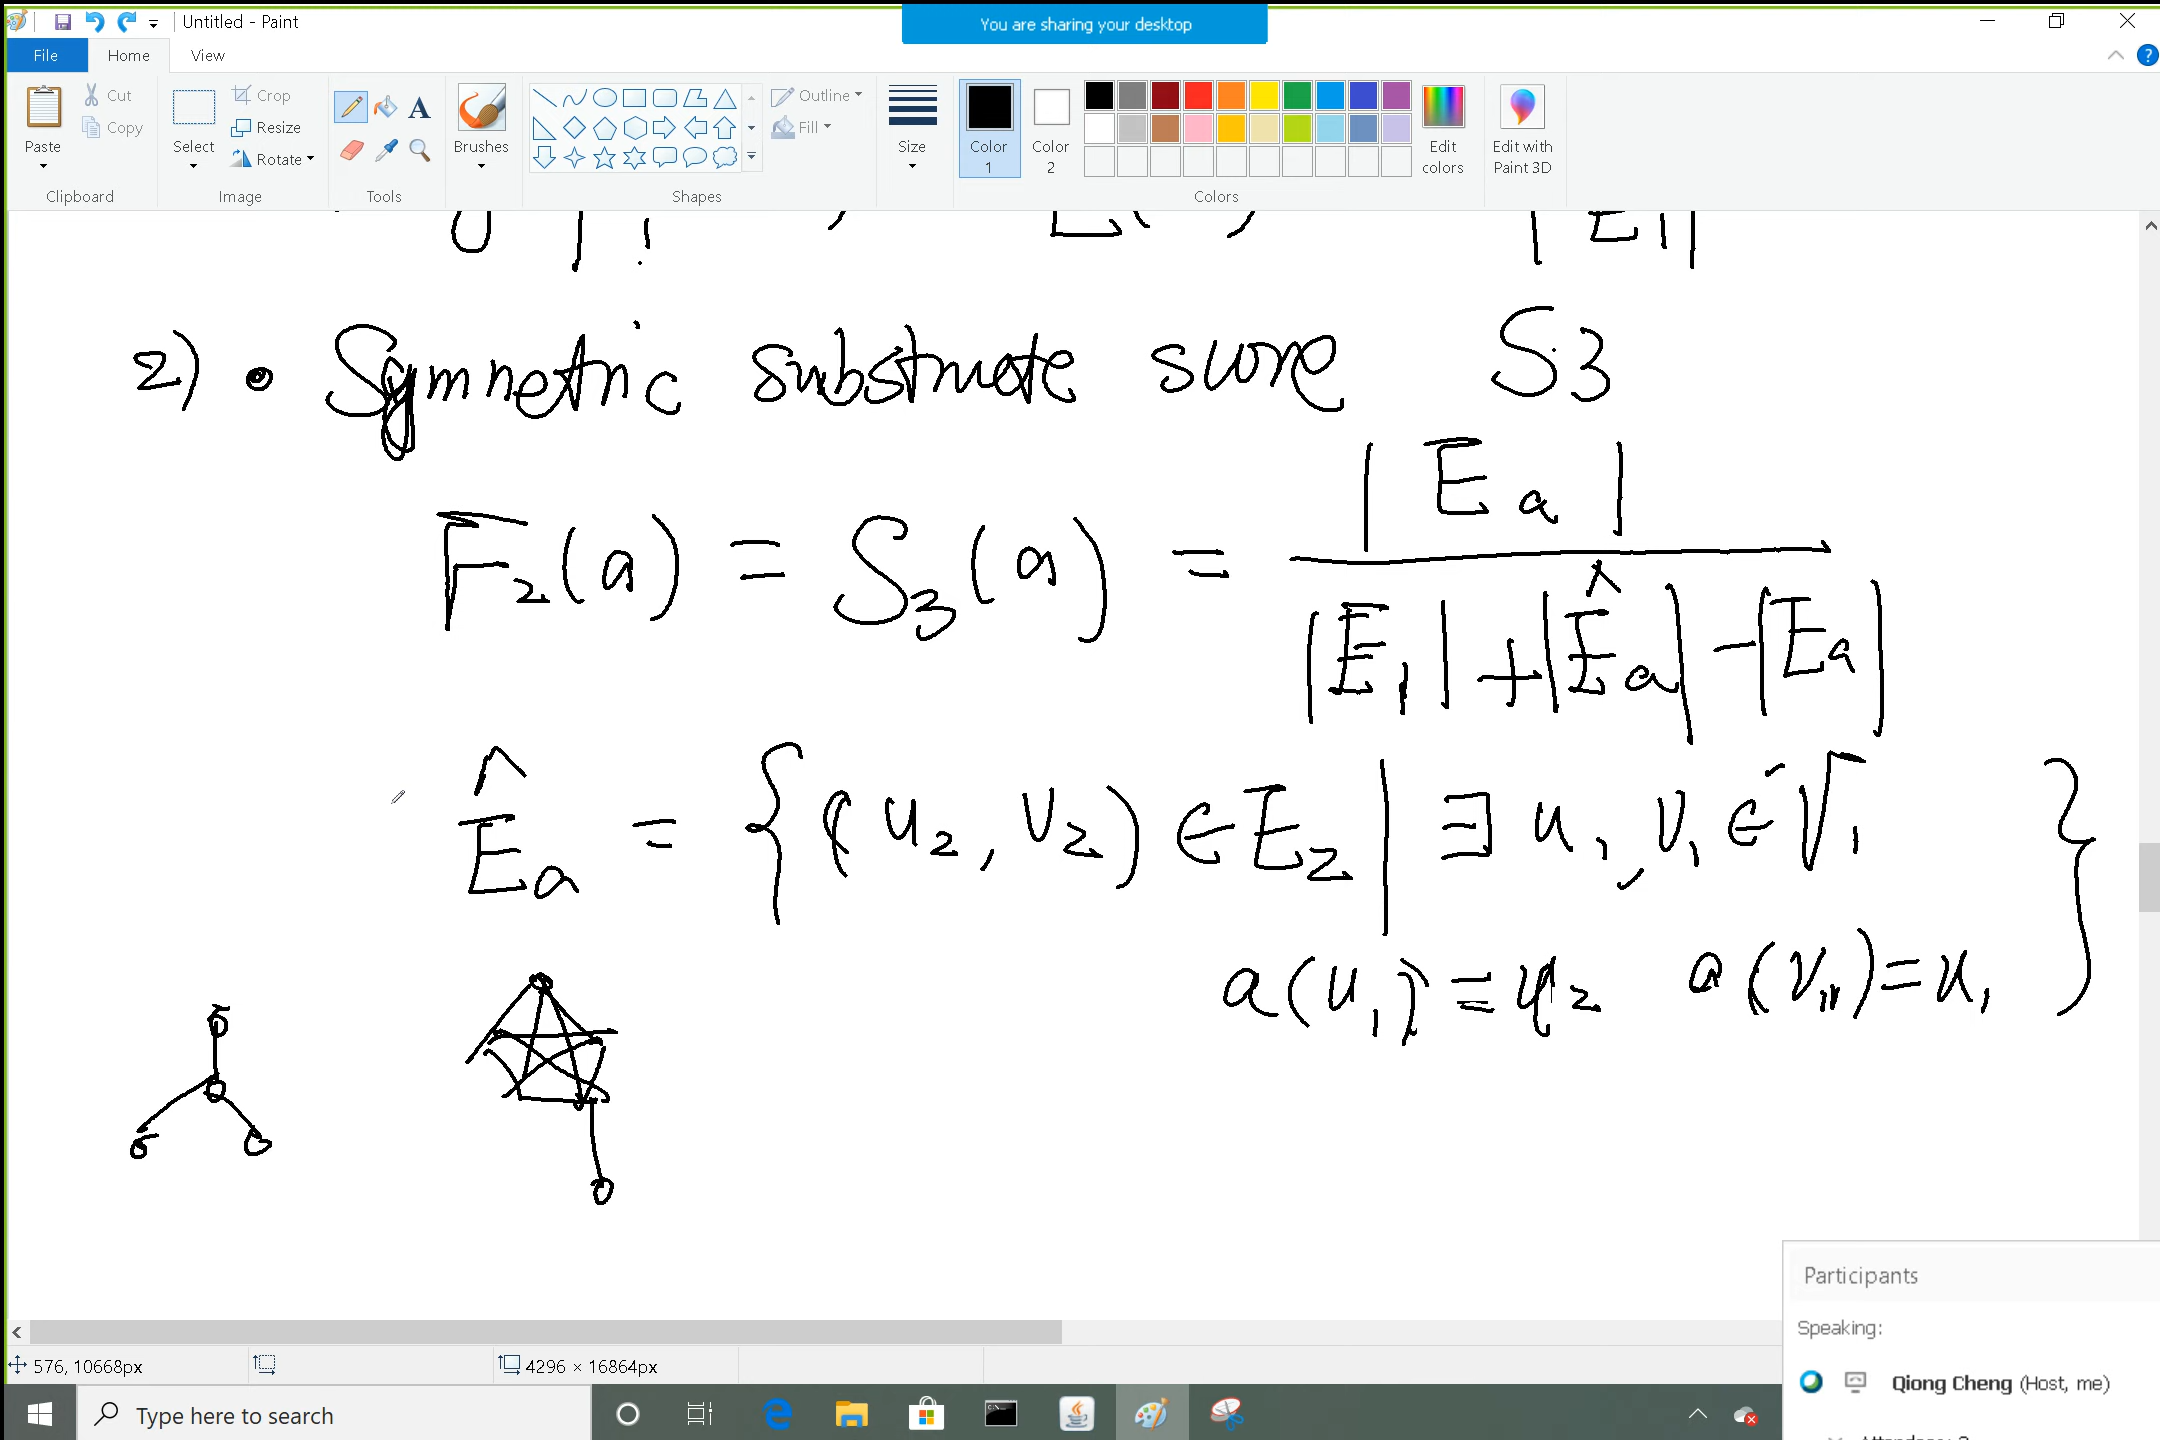 Untitled - Paint
You are sharing your desktop
File Home View
Cut Crop Outline
Copy Resize Fill
Paste Select Rotate Brushes Size Color 1 Color 2 Edit colors Edit with Paint 3D
Clipboard Image Tools Shapes Colors
|E1|
2) • Symmetric substructe score S3
F2(a) = S3(a) = |Ea| / |E1| + |Êa| - |Ea|
Êa = { (u2, v2) ∈ E2 | ∃ u1, v1 ∈ V1
a(u1) = u2 a(v1) = u1 }
Participants
Speaking:
Qiong Cheng (Host, me)
576, 10668px 4296 × 16864px
Type here to search